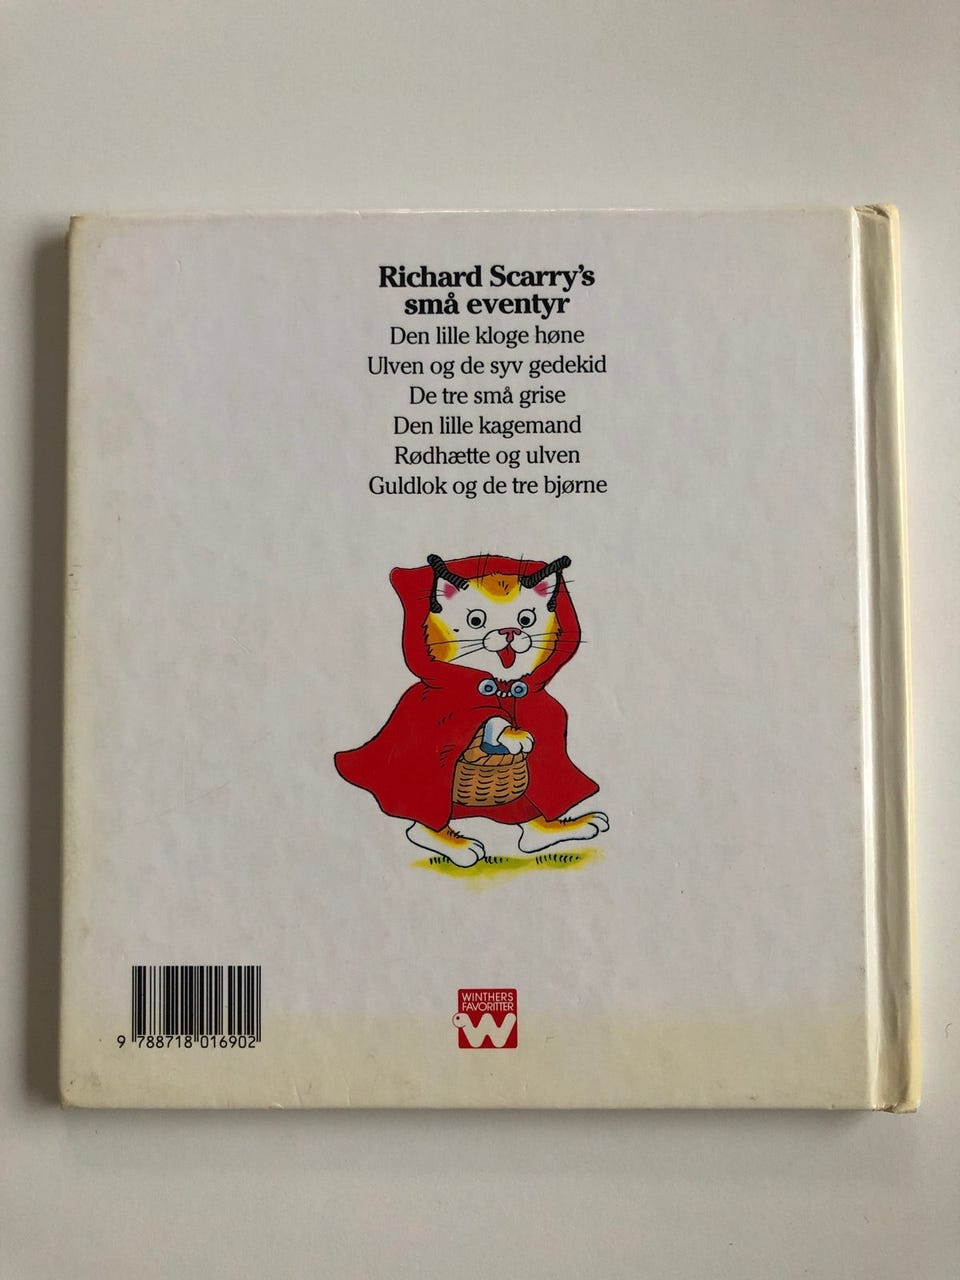 Richard Scarry's
små eventyr
Den lille kloge høne
Ulven og de syv gedekid
De tre små grise
Den lille kagemand
Rødhætte og ulven
Guldlok og de tre bjørne
WINTHERS
FAVORITTER
W
9 788718 016902